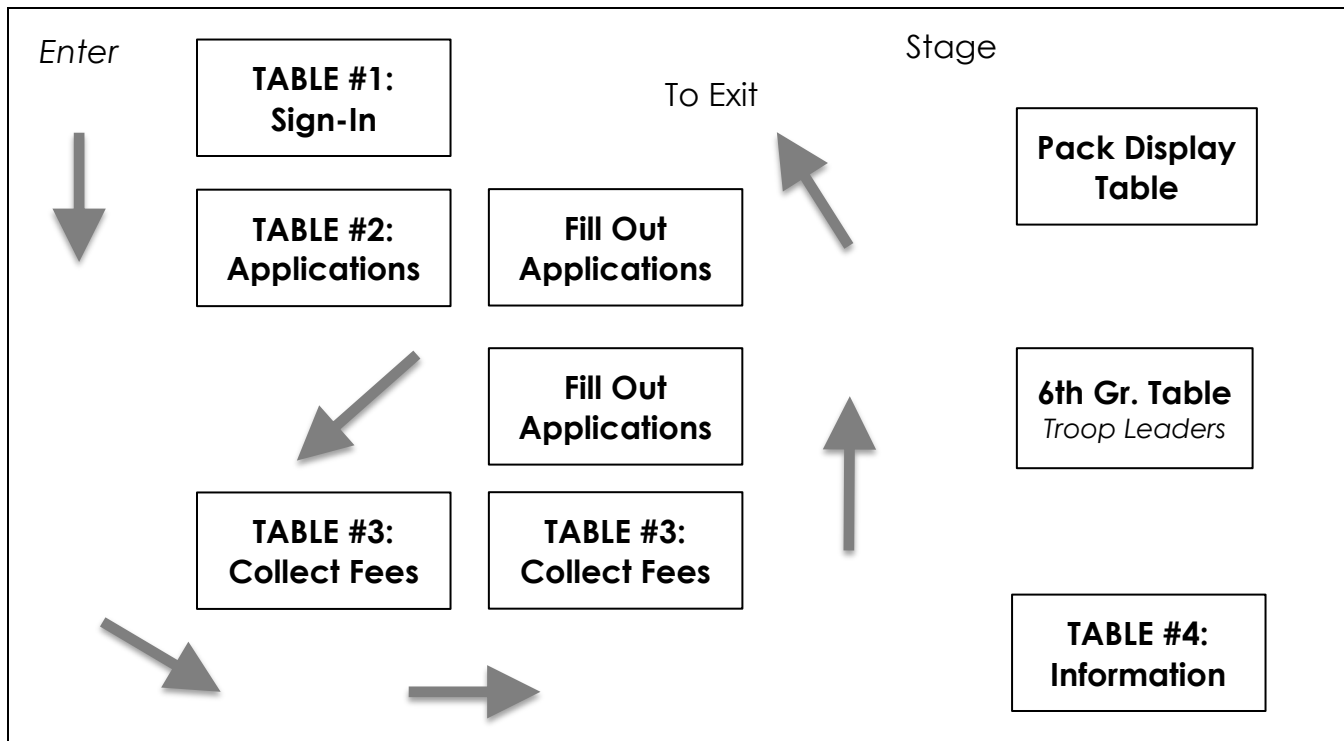 Enter
TABLE #1:
Sign-In
To Exit
Stage
Pack Display
Table
TABLE #2:
Applications
Fill Out
Applications
Fill Out
Applications
6th Gr. Table
Troop Leaders
TABLE #3:
Collect Fees
TABLE #3:
Collect Fees
TABLE #4:
Information